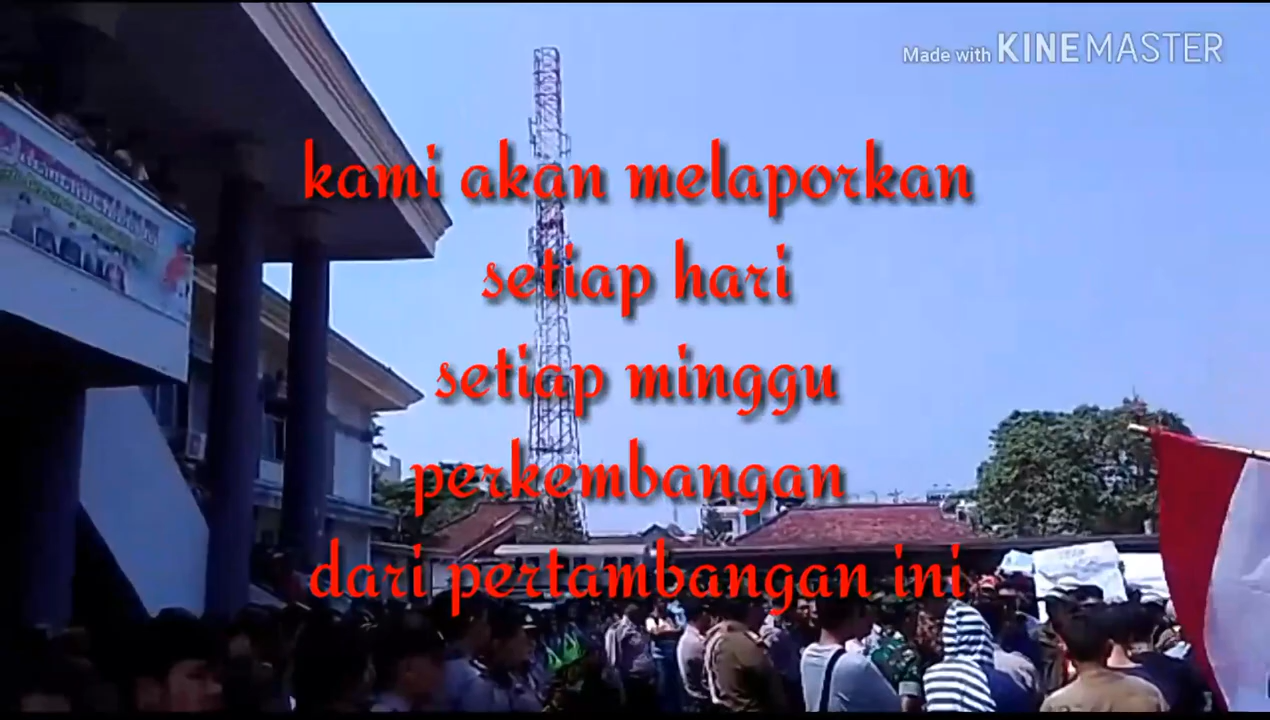 Made with KINEMASTER
kami akan melaporkan
setiap hari
setiap minggu
perkembangan
dari pertambangan ini